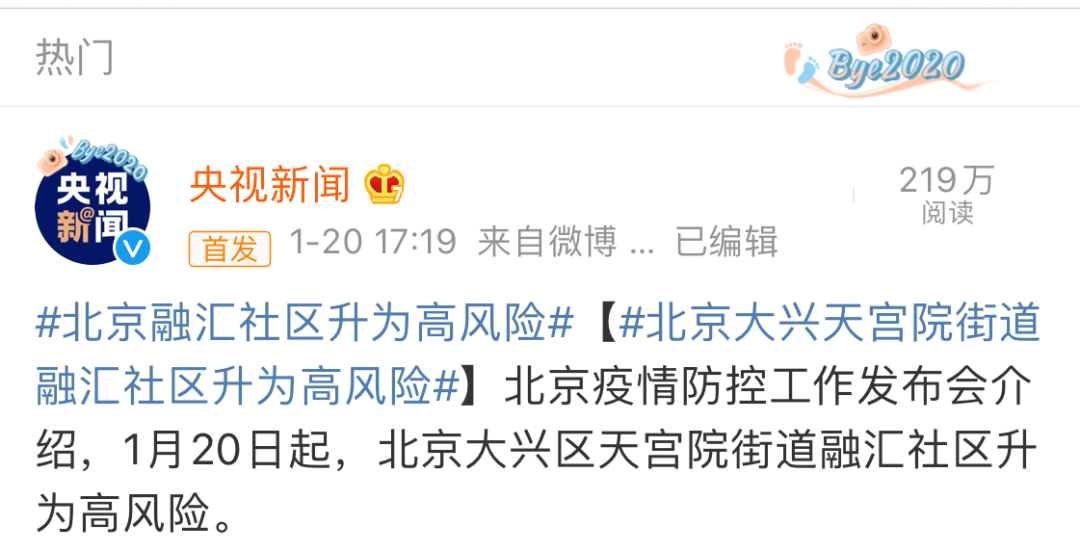 热门
Bye2020
Bye2020
央视
新@闻
央视新闻
219万
阅读
首发 1-20 17:19 来自微博 ... 已编辑
#北京融汇社区升为高风险#【#北京大兴天宫院街道
融汇社区升为高风险#】北京疫情防控工作发布会介
绍，1月20日起，北京大兴区天宫院街道融汇社区升
为高风险。